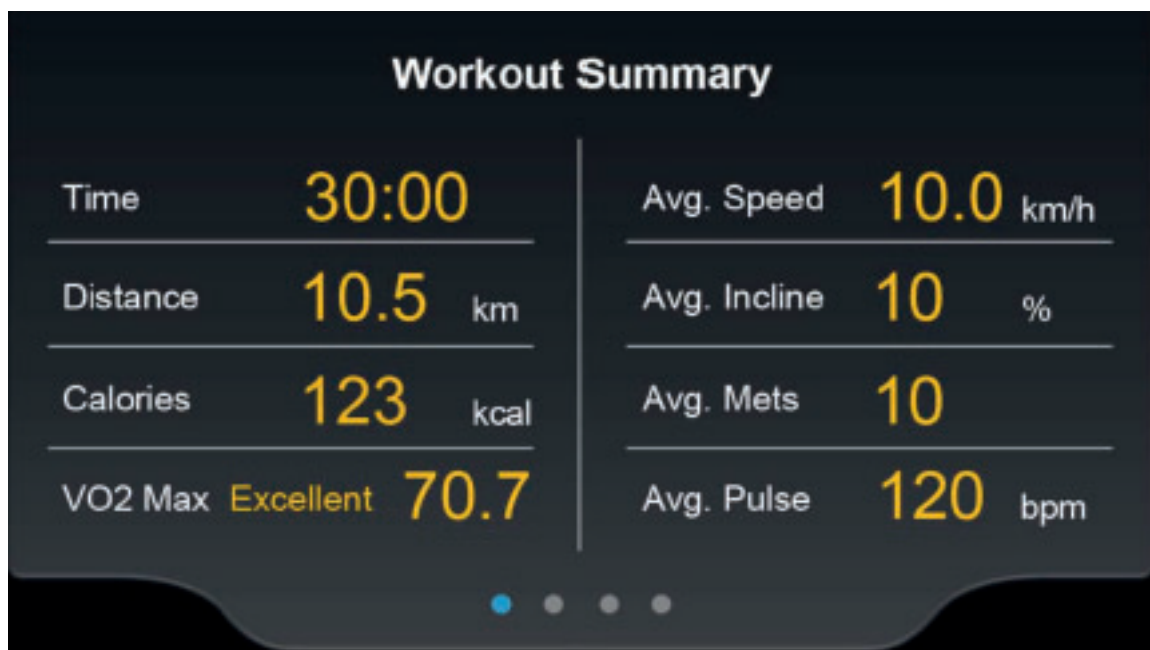 Workout Summary
Time 30:00
Distance 10.5 km
Calories 123 kcal
VO2 Max Excellent 70.7
Avg. Speed 10.0 km/h
Avg. Incline 10 %
Avg. Mets 10
Avg. Pulse 120 bpm